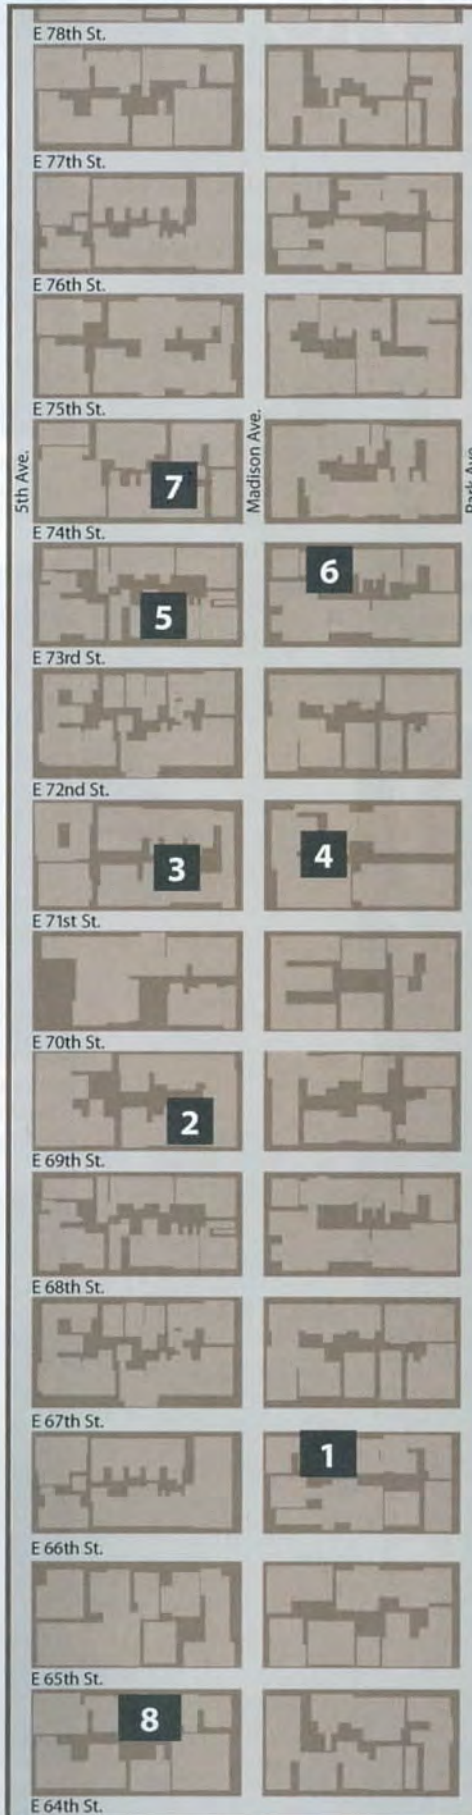 E 78th St.
E 77th St.
E 76th St.
E 75th St.
5th Ave.
Madison Ave.
Park Ave.
7
E 74th St.
6
5
E 73rd St.
E 72nd St.
4
3
E 71st St.
E 70th St.
2
E 69th St.
E 68th St.
E 67th St.
1
E 66th St.
E 65th St.
8
E 64th St.